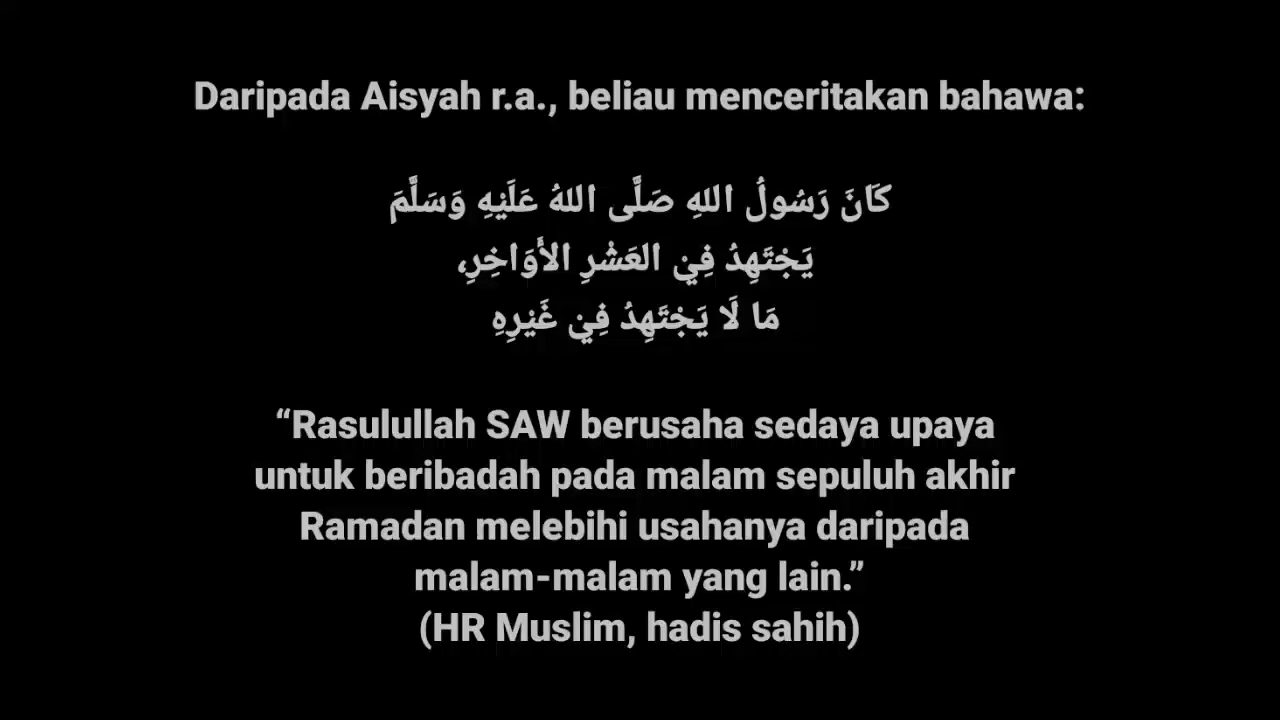 Daripada Aisyah r.a., beliau menceritakan bahawa:
كَانَ رَسُولُ اللهِ صَلَّى اللهُ عَلَيْهِ وَسَلَّمَ
يَجْتَهِدُ فِيْ العَشْرِ الأَوَاخِرِ،
مَا لَا يَجْتَهِدُ فِيْ غَيْرِهِ
“Rasulullah SAW berusaha sedaya upaya
untuk beribadah pada malam sepuluh akhir
Ramadan melebihi usahanya daripada
malam-malam yang lain.”
(HR Muslim, hadis sahih)